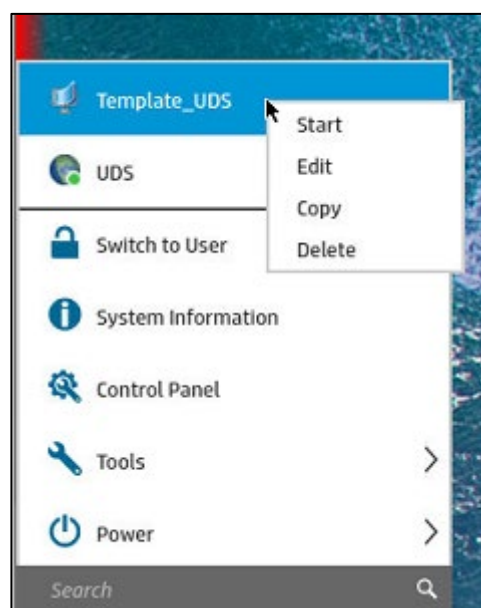 Template_UDS
Start
Edit
Copy
Delete
UDS
Switch to User
System Information
Control Panel
Tools
Power
Search